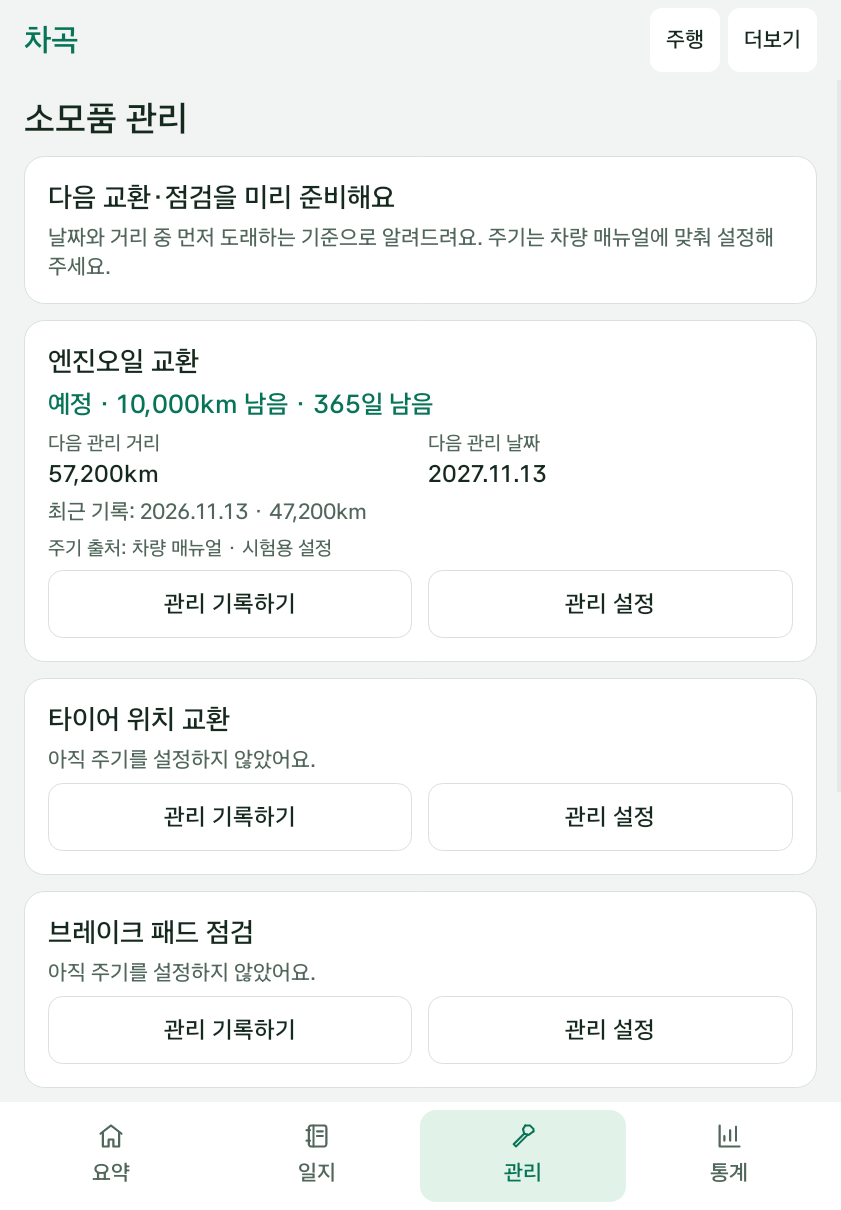 차곡
주행
더보기
소모품 관리
다음 교환·점검을 미리 준비해요
날짜와 거리 중 먼저 도래하는 기준으로 알려드려요. 주기는 차량 매뉴얼에 맞춰 설정해
주세요.
엔진오일 교환
예정 · 10,000km 남음 · 365일 남음
다음 관리 거리
다음 관리 날짜
57,200km
2027.11.13
최근 기록: 2026.11.13 · 47,200km
주기 출처: 차량 매뉴얼 · 시험용 설정
관리 기록하기
관리 설정
타이어 위치 교환
아직 주기를 설정하지 않았어요.
관리 기록하기
관리 설정
브레이크 패드 점검
아직 주기를 설정하지 않았어요.
관리 기록하기
관리 설정
요약
일지
관리
통계